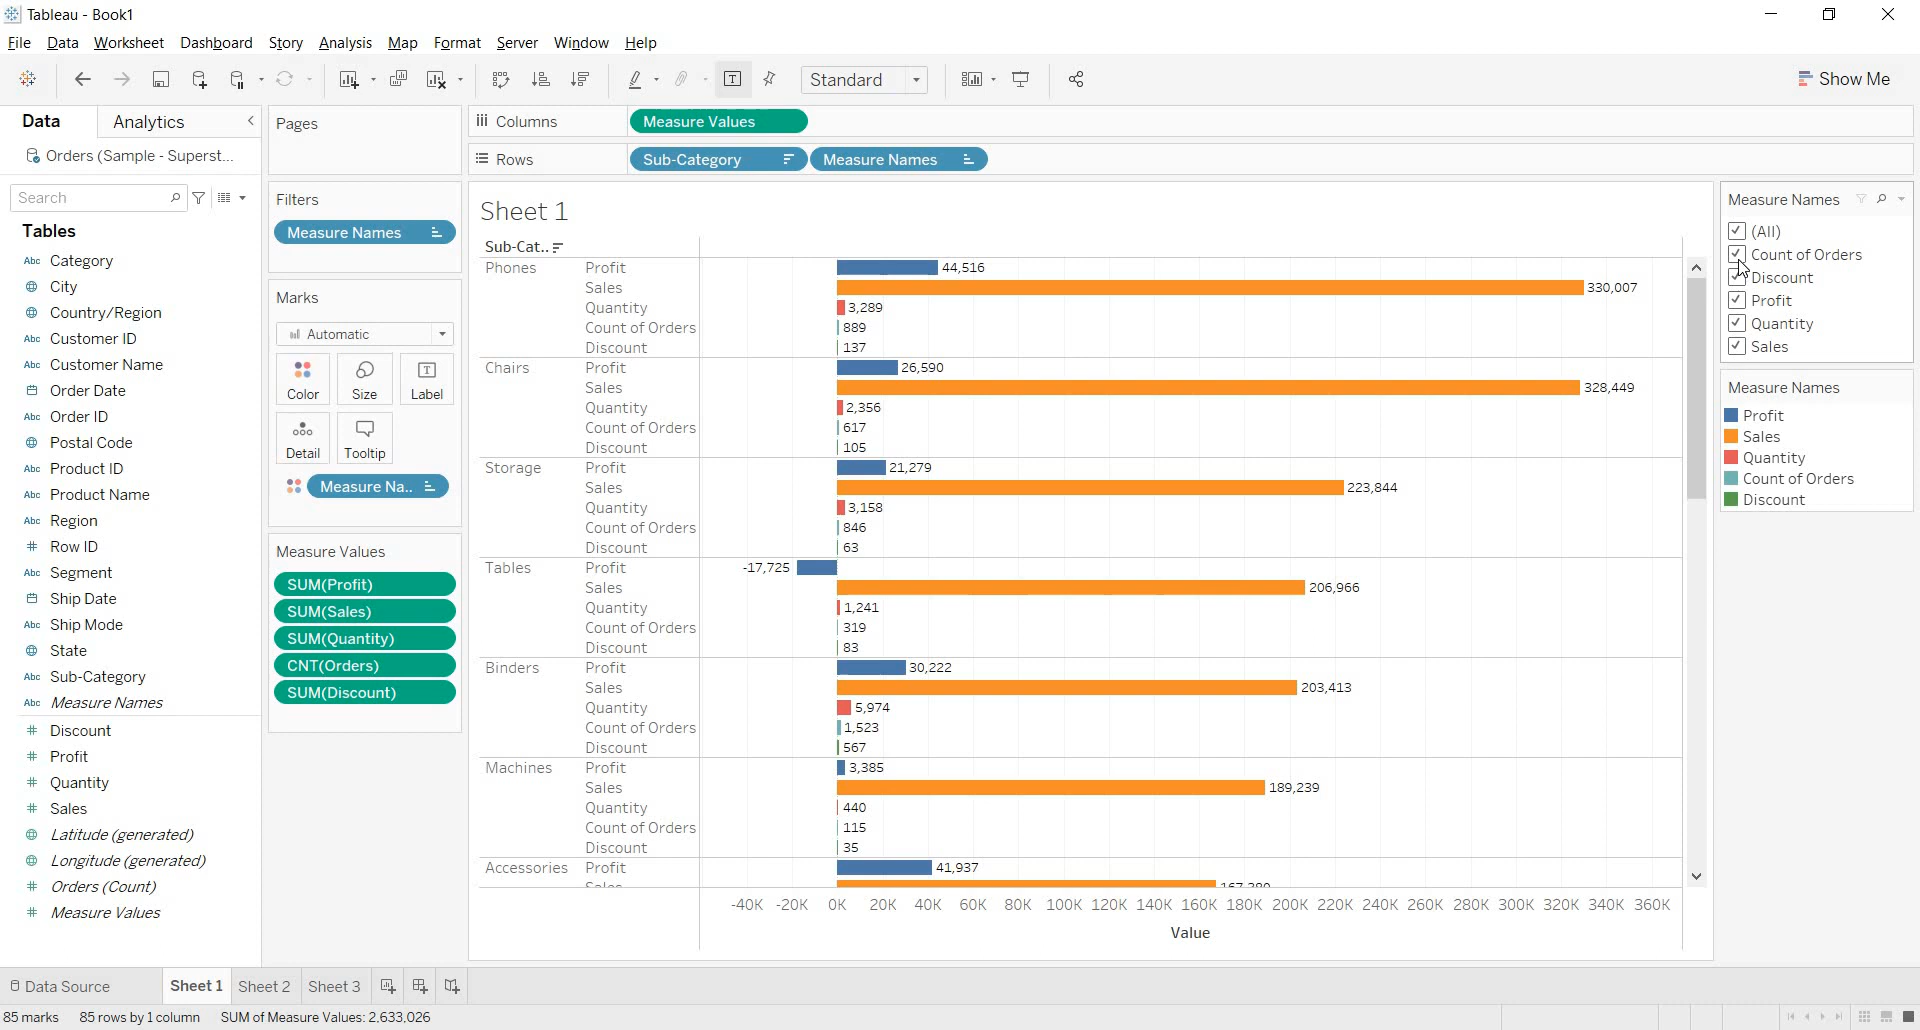 Tableau - Book1
File Data Worksheet Dashboard Story Analysis Map Format Server Window Help
Standard
Show Me
Data Analytics
Orders (Sample - Superst...
Search
Tables
Abc Category
City
Country/Region
Abc Customer ID
Abc Customer Name
Order Date
Abc Order ID
Postal Code
Abc Product ID
Abc Product Name
Abc Region
# Row ID
Abc Segment
Ship Date
Abc Ship Mode
State
Abc Sub-Category
Abc Measure Names
# Discount
# Profit
# Quantity
# Sales
Latitude (generated)
Longitude (generated)
# Orders (Count)
# Measure Values
Pages
Filters
Measure Names
Marks
Automatic
Color Size Label
Detail Tooltip
Measure Na..
Measure Values
SUM(Profit)
SUM(Sales)
SUM(Quantity)
CNT(Orders)
SUM(Discount)
Columns Measure Values
Rows Sub-Category Measure Names
Sheet 1
Sub-Cat..
Phones Profit 44,516
Sales 330,007
Quantity 3,289
Count of Orders 889
Discount 137
Chairs Profit 26,590
Sales 328,449
Quantity 2,356
Count of Orders 617
Discount 105
Storage Profit 21,279
Sales 223,844
Quantity 3,158
Count of Orders 846
Discount 63
Tables Profit -17,725
Sales 206,966
Quantity 1,241
Count of Orders 319
Discount 83
Binders Profit 30,222
Sales 203,413
Quantity 5,974
Count of Orders 1,523
Discount 567
Machines Profit 3,385
Sales 189,239
Quantity 440
Count of Orders 115
Discount 35
Accessories Profit 41,937
Sales 167,380
-40K -20K 0K 20K 40K 60K 80K 100K 120K 140K 160K 180K 200K 220K 240K 260K 280K 300K 320K 340K 360K
Value
Measure Names
(All)
Count of Orders
Discount
Profit
Quantity
Sales
Measure Names
Profit
Sales
Quantity
Count of Orders
Discount
Data Source Sheet 1 Sheet 2 Sheet 3
85 marks 85 rows by 1 column SUM of Measure Values: 2,633,026